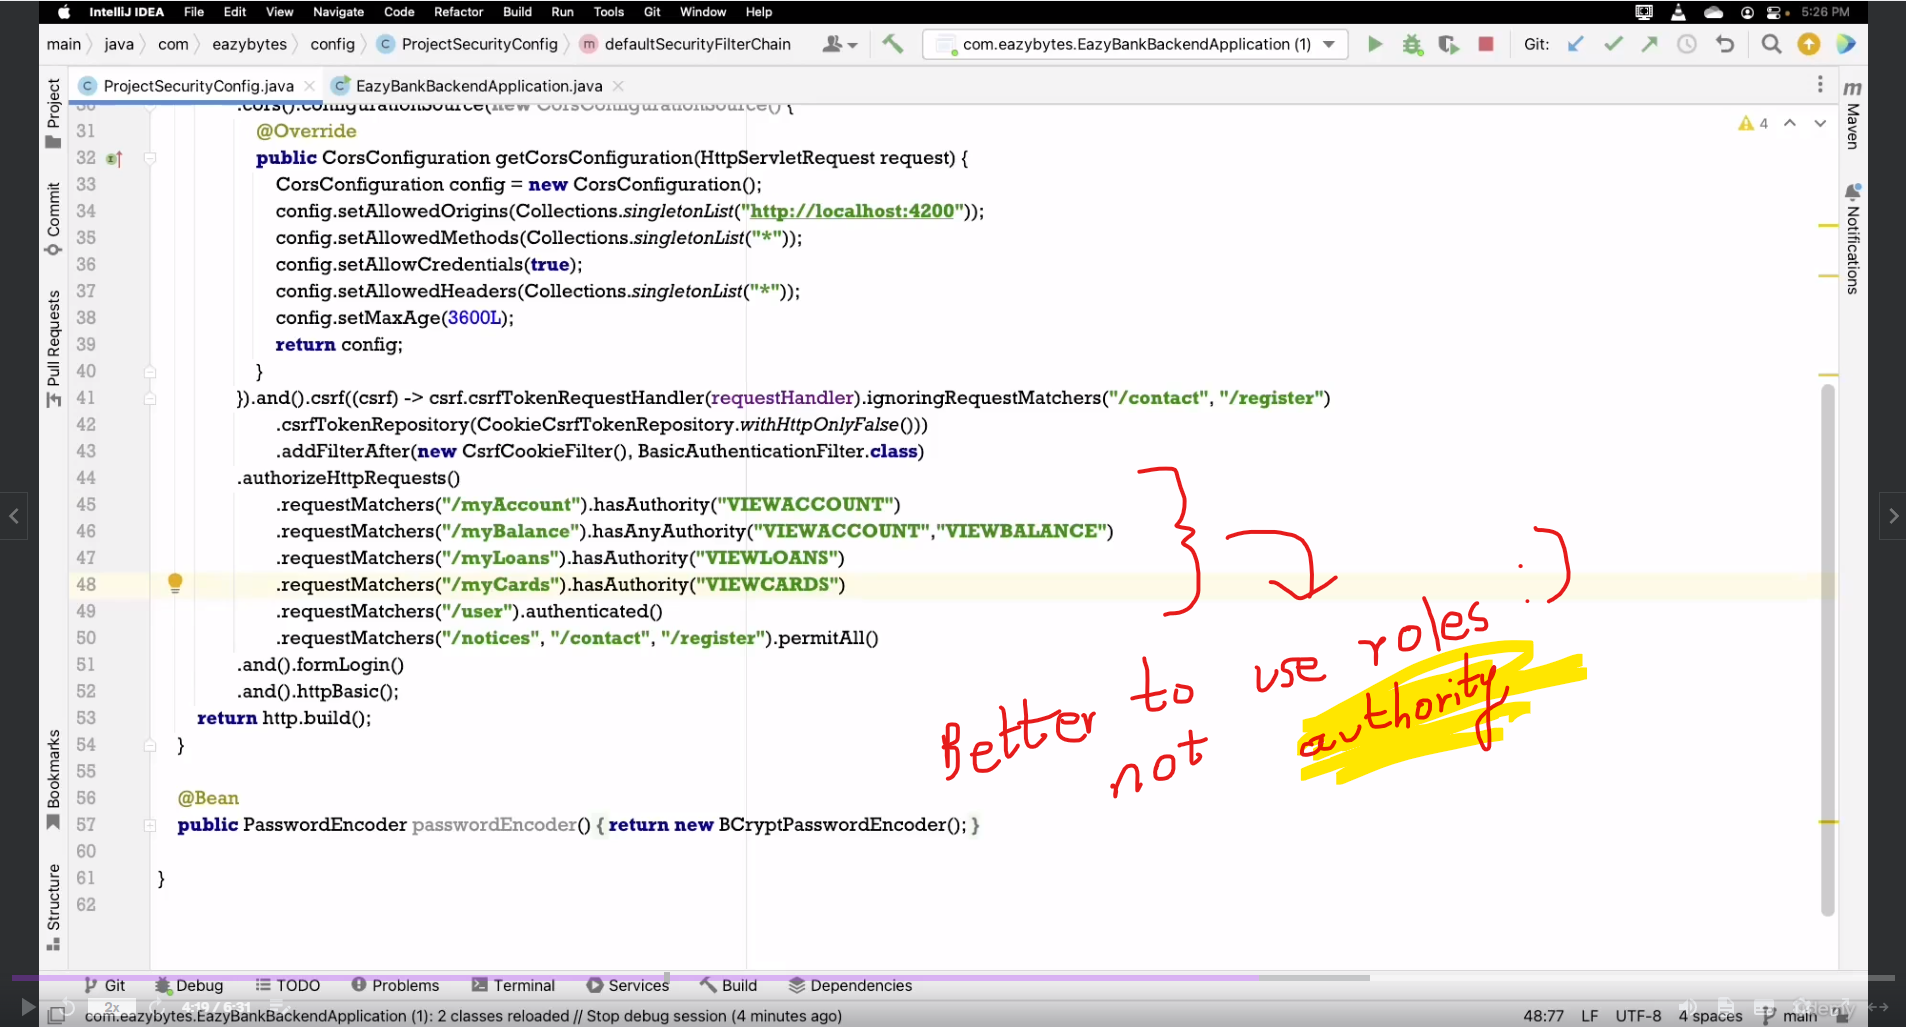 IntelliJ IDEA File Edit View Navigate Code Refactor Build Run Tools Git Window Help 5:26 PM
main java com eazybytes config ProjectSecurityConfig defaultSecurityFilterChain com.eazybytes.EazyBankBackendApplication (1) Git:
ProjectSecurityConfig.java EazyBankBackendApplication.java
Project
Commit
Pull Requests
Bookmarks
Structure
Maven
Notifications
4
30 .cors().configurationSource(new CorsConfigurationSource() {
31 @Override
32 public CorsConfiguration getCorsConfiguration(HttpServletRequest request) {
33 CorsConfiguration config = new CorsConfiguration();
34 config.setAllowedOrigins(Collections.singletonList("http://localhost:4200"));
35 config.setAllowedMethods(Collections.singletonList("*"));
36 config.setAllowCredentials(true);
37 config.setAllowedHeaders(Collections.singletonList("*"));
38 config.setMaxAge(3600L);
39 return config;
40 }
41 }).and().csrf((csrf) -> csrf.csrfTokenRequestHandler(requestHandler).ignoringRequestMatchers("/contact", "/register")
42 .csrfTokenRepository(CookieCsrfTokenRepository.withHttpOnlyFalse()))
43 .addFilterAfter(new CsrfCookieFilter(), BasicAuthenticationFilter.class)
44 .authorizeHttpRequests()
45 .requestMatchers("/myAccount").hasAuthority("VIEWACCOUNT")
46 .requestMatchers("/myBalance").hasAnyAuthority("VIEWACCOUNT","VIEWBALANCE")
47 .requestMatchers("/myLoans").hasAuthority("VIEWLOANS")
48 .requestMatchers("/myCards").hasAuthority("VIEWCARDS")
49 .requestMatchers("/user").authenticated()
50 .requestMatchers("/notices", "/contact", "/register").permitAll()
51 .and().formLogin()
52 .and().httpBasic();
53 return http.build();
54 }
55
56 @Bean
57 public PasswordEncoder passwordEncoder() { return new BCryptPasswordEncoder(); }
60
61 }
62
Better to use roles :)
not authority
Git Debug TODO Problems Terminal Services Build Dependencies
2x 4:19 / 6:31
com.eazybytes.EazyBankBackendApplication (1): 2 classes reloaded // Stop debug session (4 minutes ago) 48:77 LF UTF-8 4 spaces main